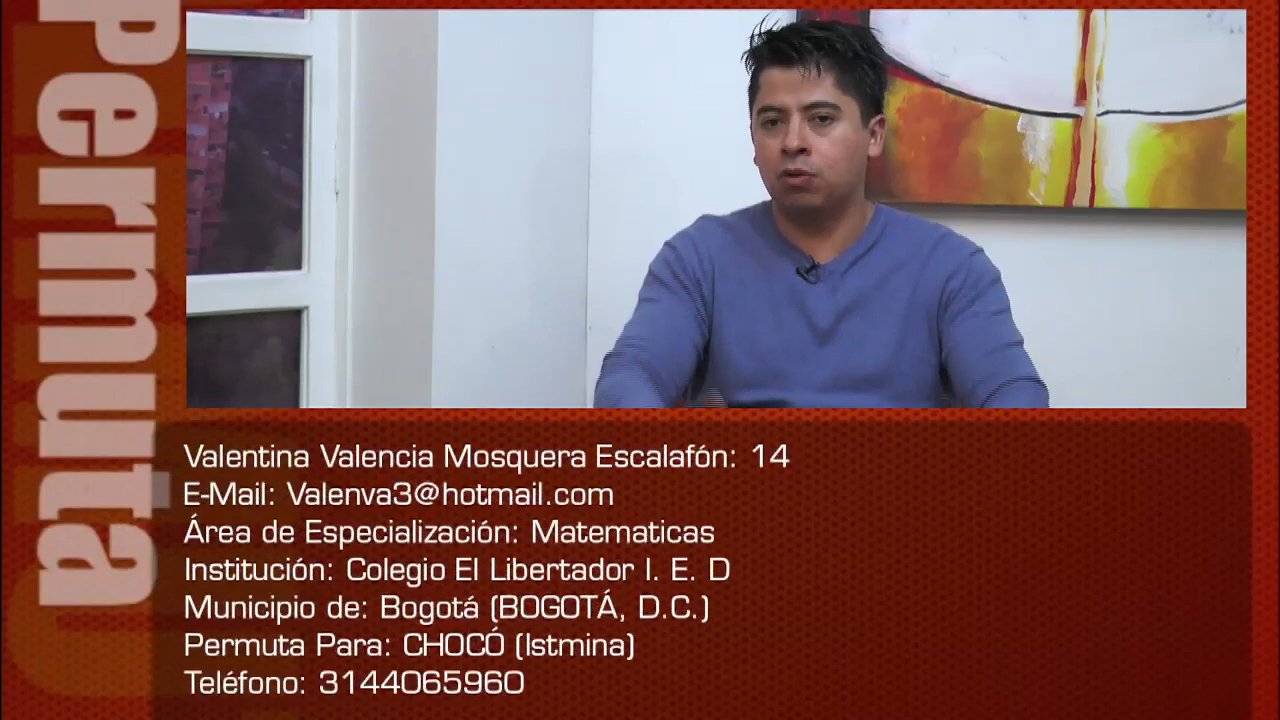 Permuta
Valentina Valencia Mosquera Escalafón: 14
E-Mail: Valenva3@hotmail.com
Área de Especialización: Matematicas
Institución: Colegio El Libertador I. E. D
Municipio de: Bogotá (BOGOTÁ, D.C.)
Permuta Para: CHOCÓ (Istmina)
Teléfono: 3144065960